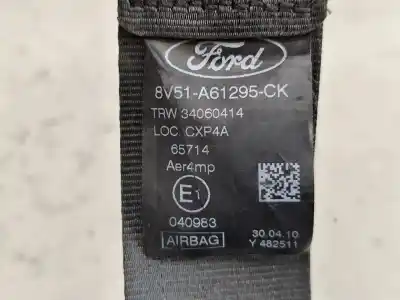 Ford
8V51-A61295-CK
TRW 34060414
LOC CXP4A
65714
Aer4mp
E1
040983
AIRBAG
30.04.10
Y 482511